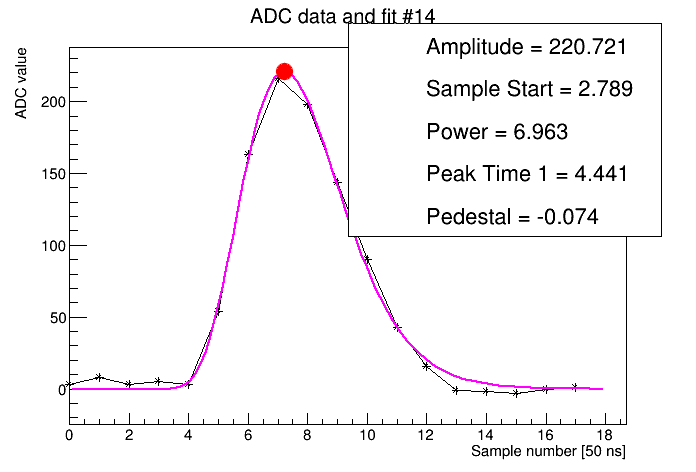 ADC data and fit #14
Amplitude = 220.721
Sample Start = 2.789
Power = 6.963
Peak Time 1 = 4.441
Pedestal = -0.074
ADC value
200
150
100
50
0
0 2 4 6 8 10 12 14 16 18
Sample number [50 ns]